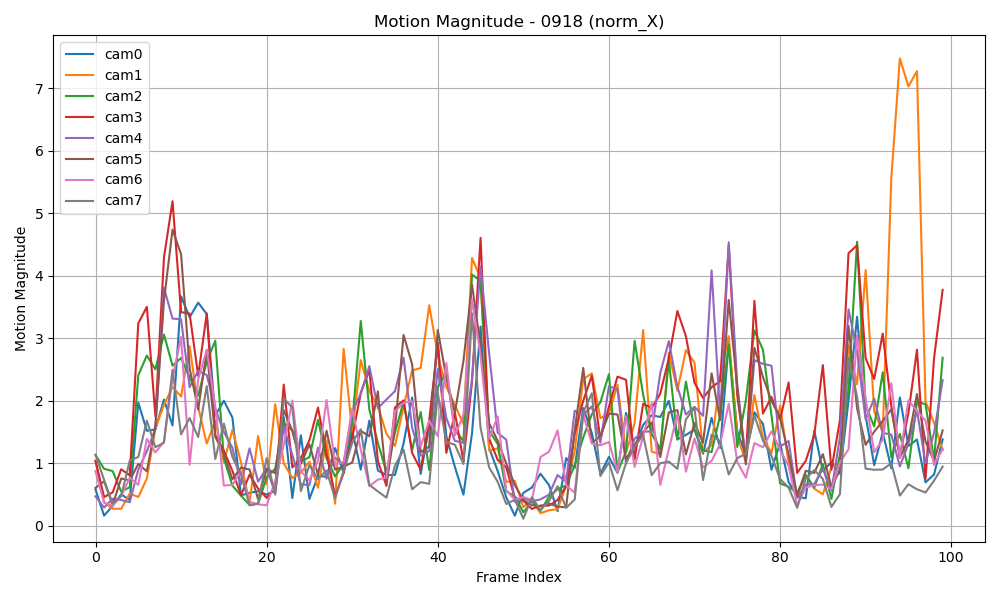 Motion Magnitude - 0918 (norm_X)
cam0
cam1
cam2
cam3
cam4
cam5
cam6
cam7
Motion Magnitude
7
6
5
4
3
2
1
0
0 20 40 60 80 100
Frame Index